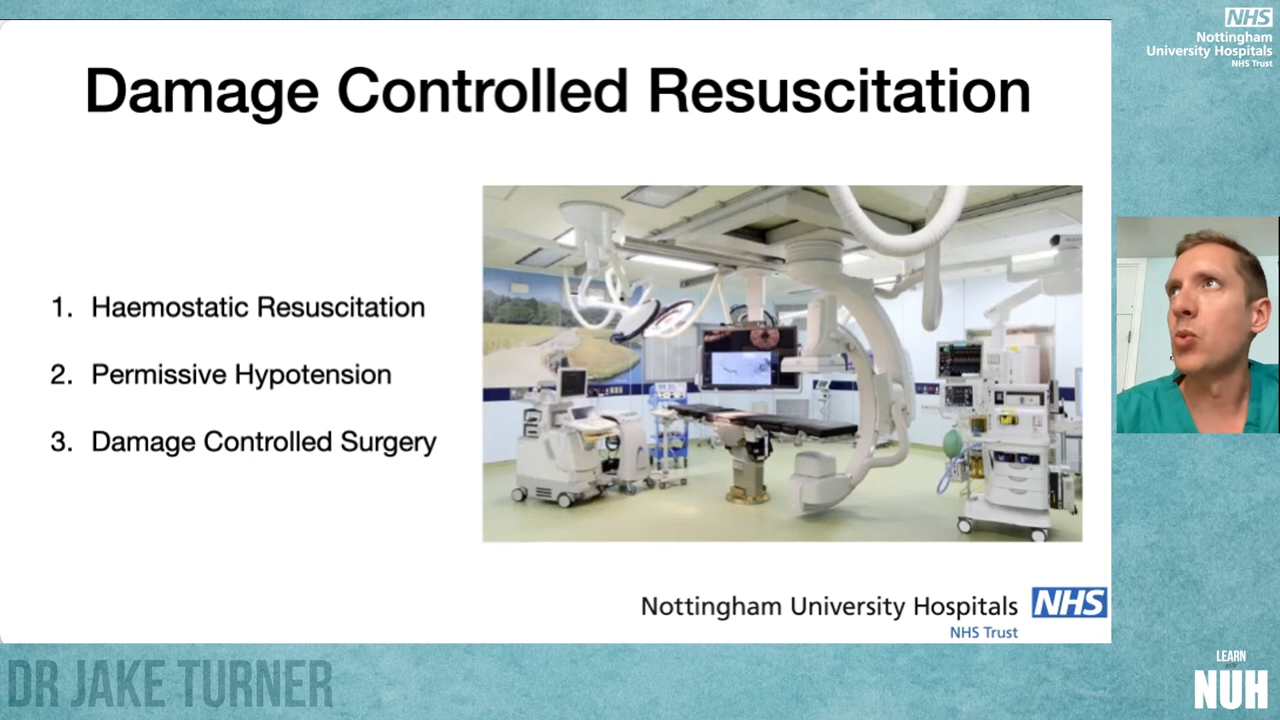 Damage Controlled Resuscitation
1. Haemostatic Resuscitation
2. Permissive Hypotension
3. Damage Controlled Surgery
Nottingham University Hospitals NHS
NHS Trust
NHS
Nottingham
University Hospitals
NHS Trust
DR JAKE TURNER
LEARN
NUH